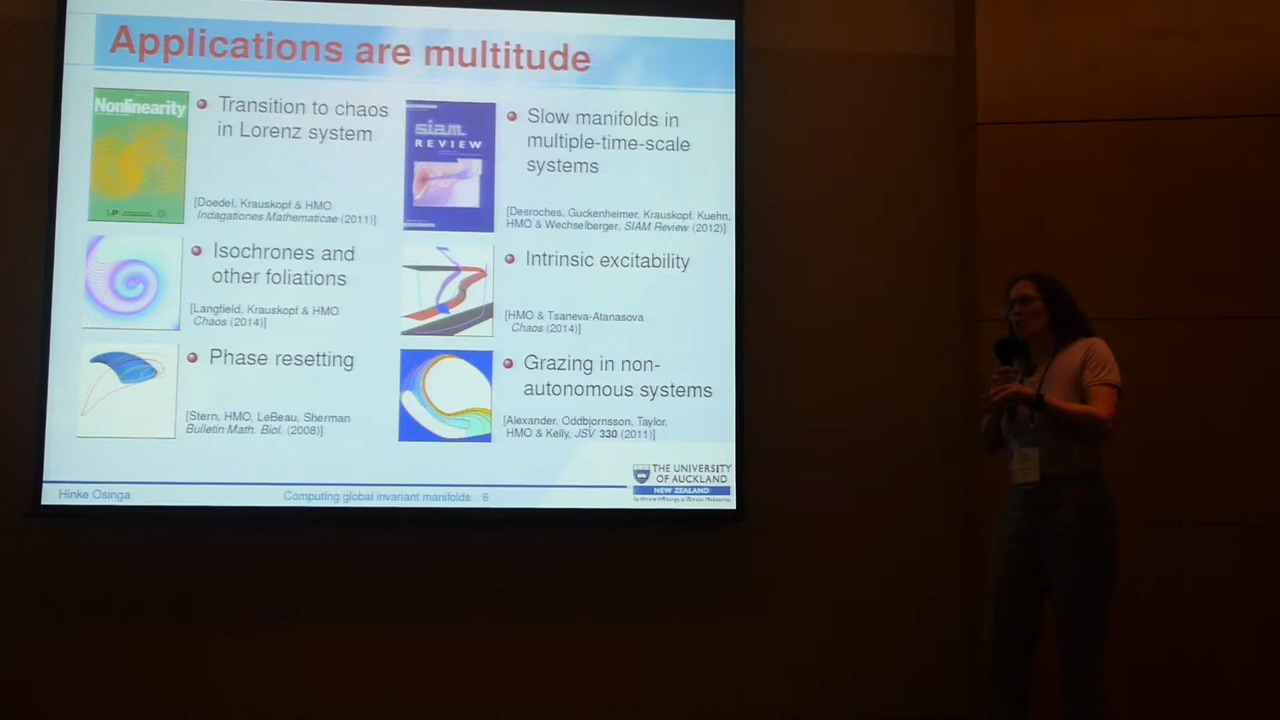 Applications are multitude
Nonlinearity
Transition to chaos
in Lorenz system
[Doedel, Krauskopf & HMO
Indagationes Mathematicae (2011)]
siam
REVIEW
Slow manifolds in
multiple-time-scale
systems
[Desroches, Guckenheimer, Krauskopf, Kuehn,
HMO & Wechselberger, SIAM Review (2012)]
Isochrones and
other foliations
[Langfield, Krauskopf & HMO
Chaos (2014)]
Intrinsic excitability
[HMO & Tsaneva-Atanasova
Chaos (2014)]
Phase resetting
[Stern, HMO, LeBeau, Sherman
Bulletin Math. Biol. (2008)]
Grazing in non-
autonomous systems
[Alexander, Oddbjornsson, Taylor,
HMO & Kelly, JSV 330 (2011)]
Hinke Osinga
Computing global invariant manifolds 6
THE UNIVERSITY
OF AUCKLAND
NEW ZEALAND